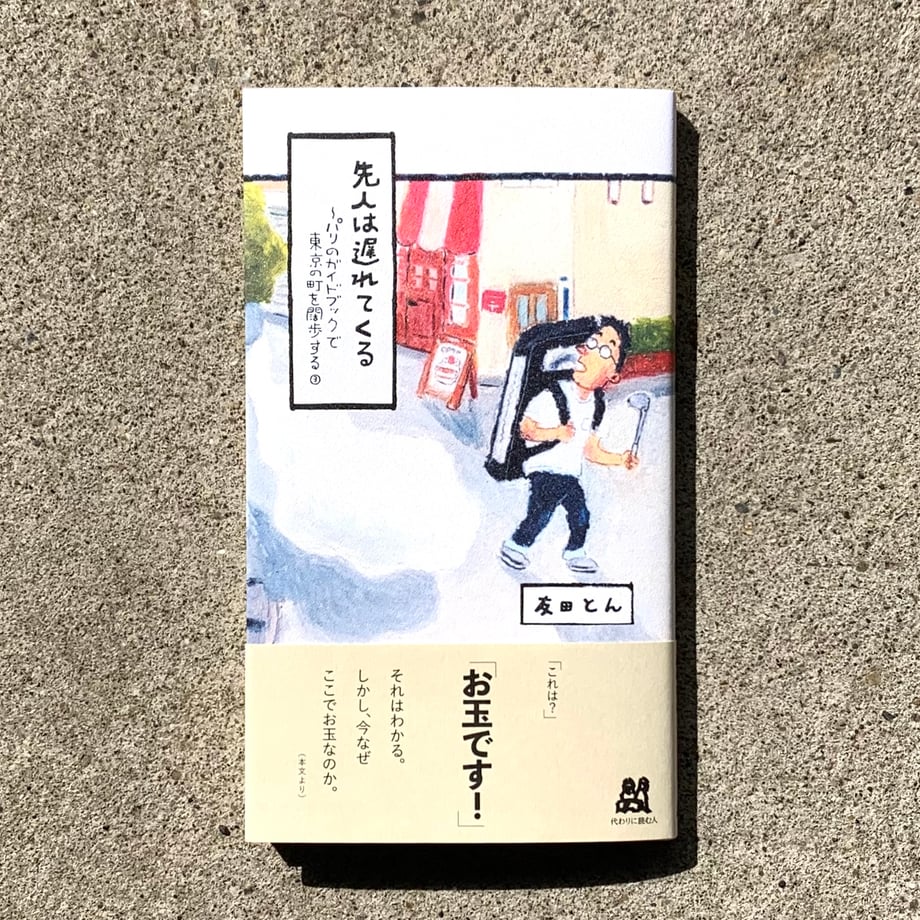 先人は遅れてくる
〜パリのガイドブックで
東京の町を闊歩する③
友田とん
「これは?」
「お玉です!」
それはわかる。
しかし、今なぜ
ここでお玉なのか。
(本文より)
代わりに読む人